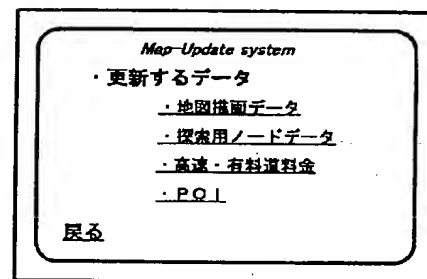 Map-Update system
・更新するデータ
・地図描画データ
・探索用ノードデータ
・高速・有料道料金
・POI
戻る